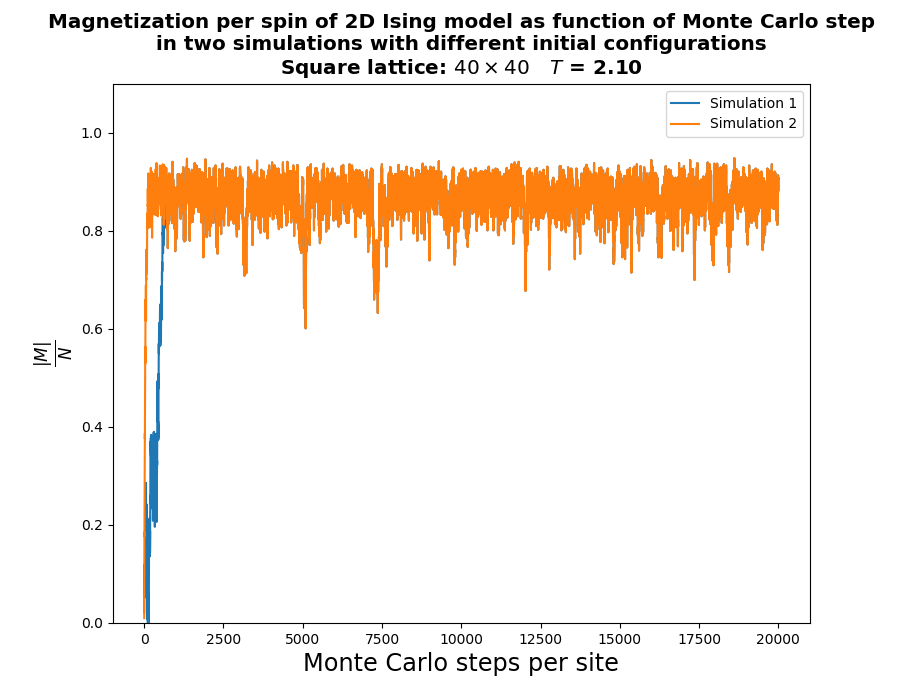 Magnetization per spin of 2D Ising model as function of Monte Carlo step
in two simulations with different initial configurations
Square lattice: 40 × 40 T = 2.10
Simulation 1
Simulation 2
1.0
0.8
0.6
0.4
0.2
0.0
|M|
N
0 2500 5000 7500 10000 12500 15000 17500 20000
Monte Carlo steps per site